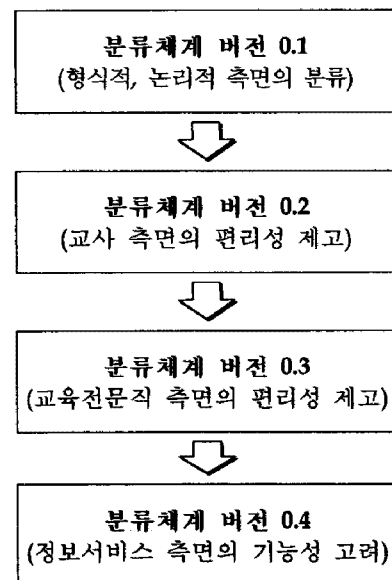 분류체계 버전 0.1
(형식적, 논리적 측면의 분류)
분류체계 버전 0.2
(교사 측면의 편리성 제고)
분류체계 버전 0.3
(교육전문직 측면의 편리성 제고)
분류체계 버전 0.4
(정보서비스 측면의 기능성 고려)